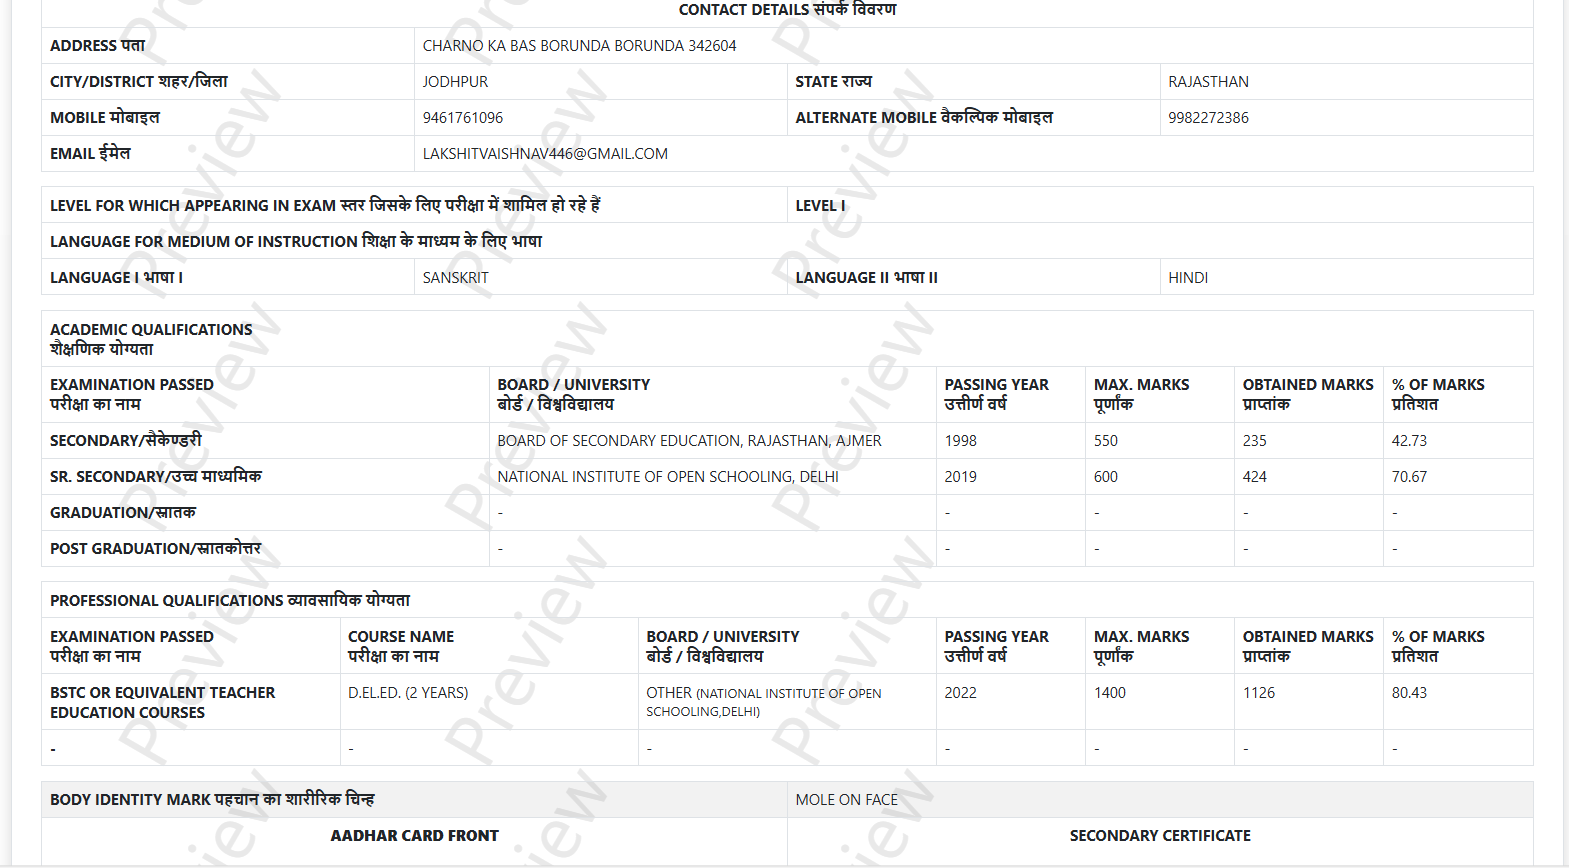 CONTACT DETAILS संपर्क विवरण
ADDRESS पता CHARNO KA BAS BORUNDA BORUNDA 342604
CITY/DISTRICT शहर/जिला JODHPUR STATE राज्य RAJASTHAN
MOBILE मोबाइल 9461761096 ALTERNATE MOBILE वैकल्पिक मोबाइल 9982272386
EMAIL ईमेल LAKSHITVAISHNAV446@GMAIL.COM
LEVEL FOR WHICH APPEARING IN EXAM स्तर जिसके लिए परीक्षा में शामिल हो रहे हैं LEVEL I
LANGUAGE FOR MEDIUM OF INSTRUCTION शिक्षा के माध्यम के लिए भाषा
LANGUAGE I भाषा I SANSKRIT LANGUAGE II भाषा II HINDI
ACADEMIC QUALIFICATIONS
शैक्षणिक योग्यता
EXAMINATION PASSED BOARD / UNIVERSITY PASSING YEAR MAX. MARKS OBTAINED MARKS % OF MARKS
परीक्षा का नाम बोर्ड / विश्वविद्यालय उत्तीर्ण वर्ष पूर्णांक प्राप्तांक प्रतिशत
SECONDARY/सैकेण्डरी BOARD OF SECONDARY EDUCATION, RAJASTHAN, AJMER 1998 550 235 42.73
SR. SECONDARY/उच्च माध्यमिक NATIONAL INSTITUTE OF OPEN SCHOOLING, DELHI 2019 600 424 70.67
GRADUATION/स्नातक - - - - -
POST GRADUATION/स्नातकोत्तर - - - - -
PROFESSIONAL QUALIFICATIONS व्यावसायिक योग्यता
EXAMINATION PASSED COURSE NAME BOARD / UNIVERSITY PASSING YEAR MAX. MARKS OBTAINED MARKS % OF MARKS
परीक्षा का नाम परीक्षा का नाम बोर्ड / विश्वविद्यालय उत्तीर्ण वर्ष पूर्णांक प्राप्तांक प्रतिशत
BSTC OR EQUIVALENT TEACHER D.EL.ED. (2 YEARS) OTHER (NATIONAL INSTITUTE OF OPEN 2022 1400 1126 80.43
EDUCATION COURSES SCHOOLING,DELHI)
- - - - - - -
BODY IDENTITY MARK पहचान का शारीरिक चिन्ह MOLE ON FACE
AADHAR CARD FRONT SECONDARY CERTIFICATE
Preview